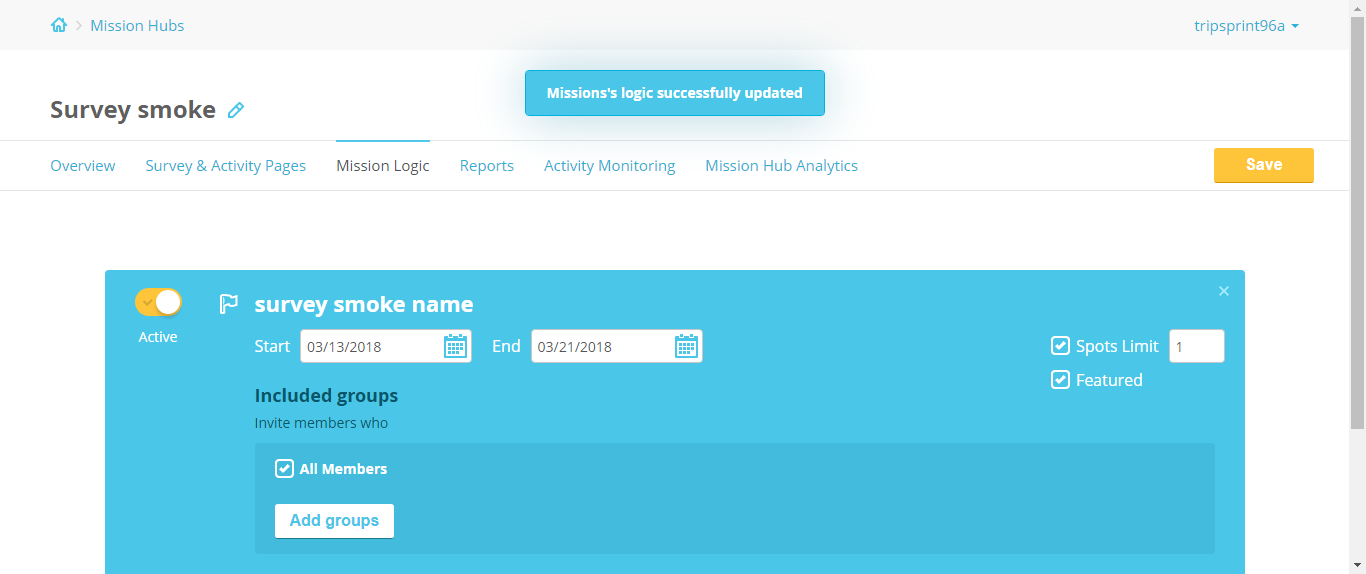 Mission Hubs
tripsprint96a
Missions's logic successfully updated
Survey smoke
Overview Survey & Activity Pages Mission Logic Reports Activity Monitoring Mission Hub Analytics Save
survey smoke name
Active
Start 03/13/2018 End 03/21/2018 Spots Limit 1
Featured
Included groups
Invite members who
All Members
Add groups